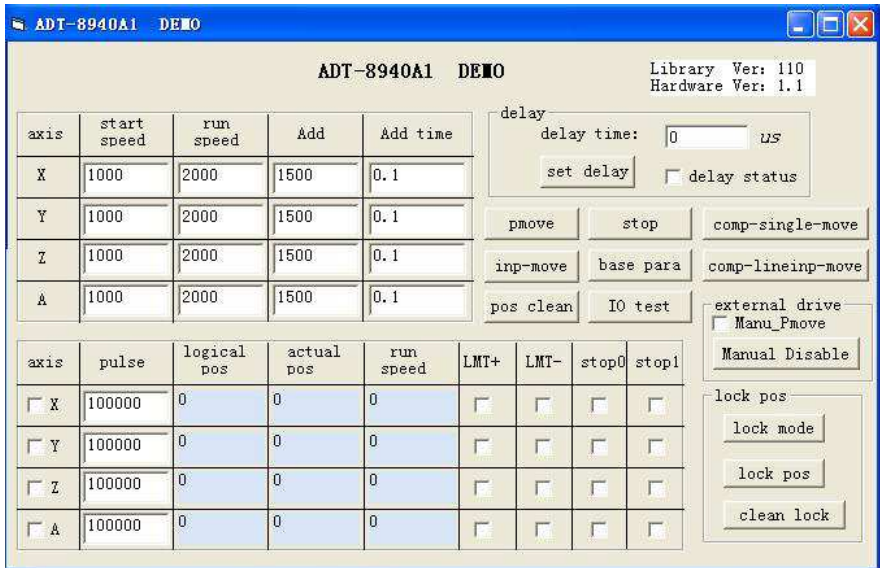 ADT-8940A1 DEMO
ADT-8940A1 DEMO
Library Ver: 110
Hardware Ver: 1.1
axis start speed run speed Add Add time
X 1000 2000 1500 0.1
Y 1000 2000 1500 0.1
Z 1000 2000 1500 0.1
A 1000 2000 1500 0.1
delay
delay time: 0 us
set delay delay status
pmove stop comp-single-move
inp-move base para comp-lineinp-move
pos clean IO test
external drive
Manu_Pmove
Manual Disable
axis pulse logical pos actual pos run speed LMT+ LMT- stop0 stop1
X 100000 0 0 0
Y 100000 0 0 0
Z 100000 0 0 0
A 100000 0 0 0
lock pos
lock mode
lock pos
clean lock